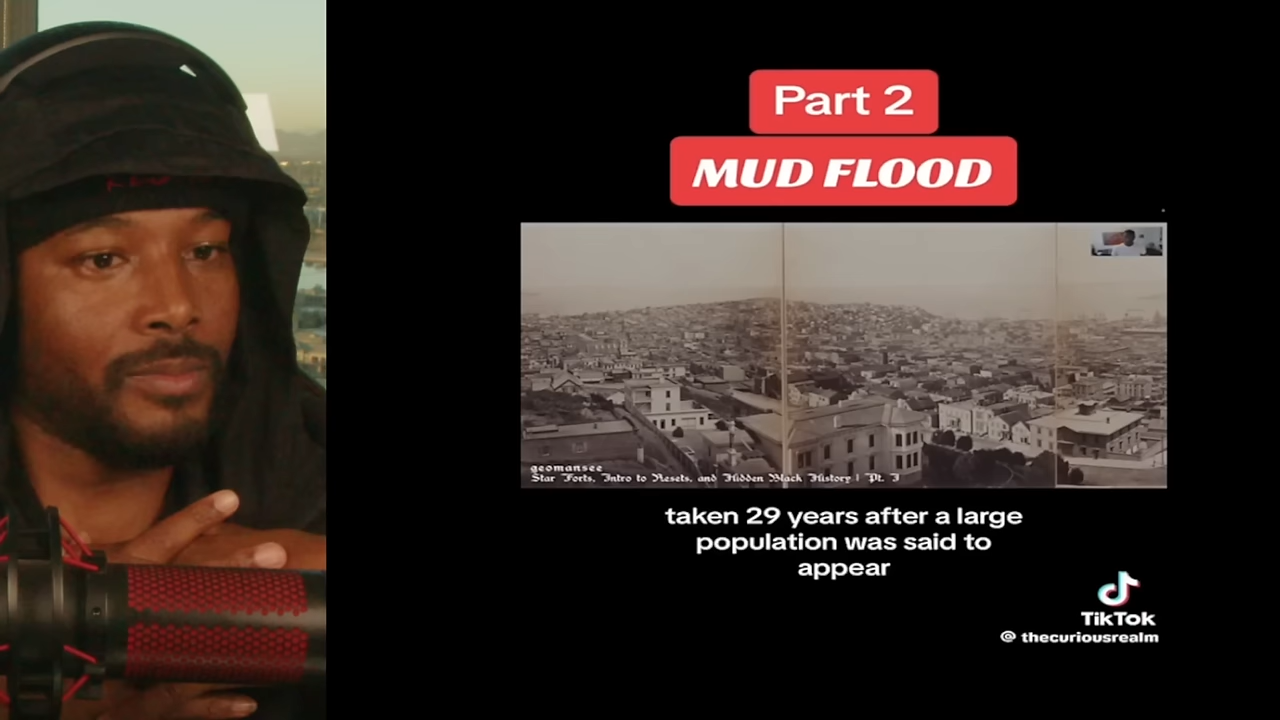 Part 2
MUD FLOOD
geomansee
Star Forts, Intro to Resets, and Hidden Black History | Pt. I
taken 29 years after a large
population was said to
appear
TikTok
@ thecuriousrealm